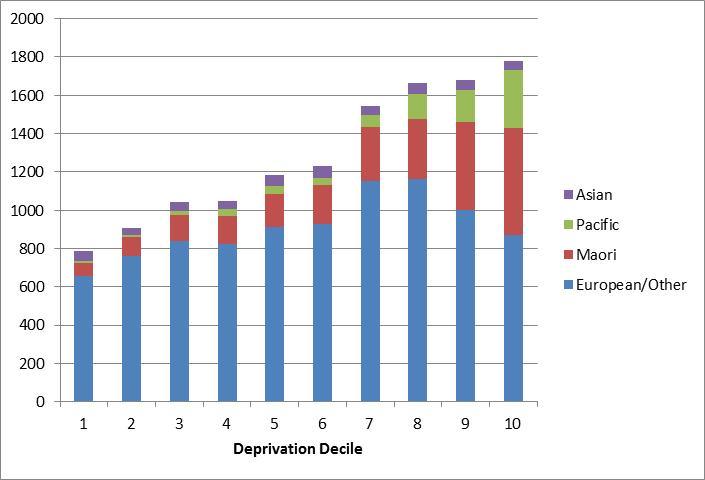 2000
1800
1600
1400
1200
1000
800
600
400
200
0
1 2 3 4 5 6 7 8 9 10
Deprivation Decile
Asian
Pacific
Maori
European/Other